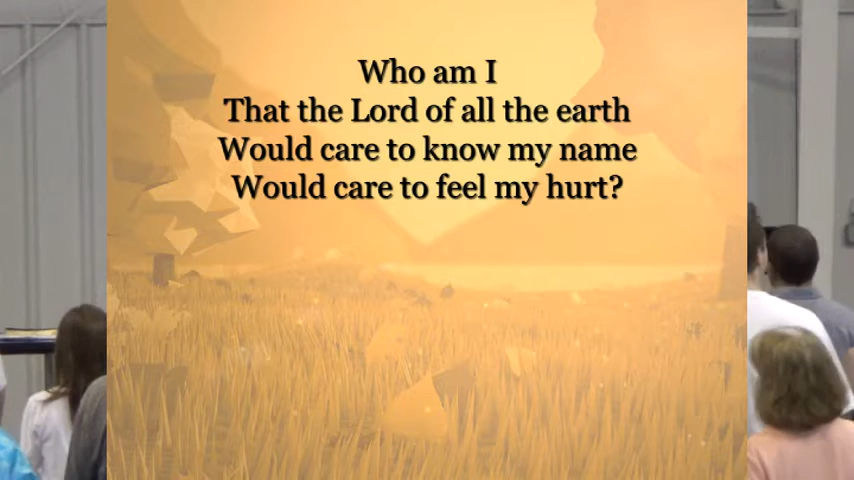 Who am I
That the Lord of all the earth
Would care to know my name
Would care to feel my hurt?